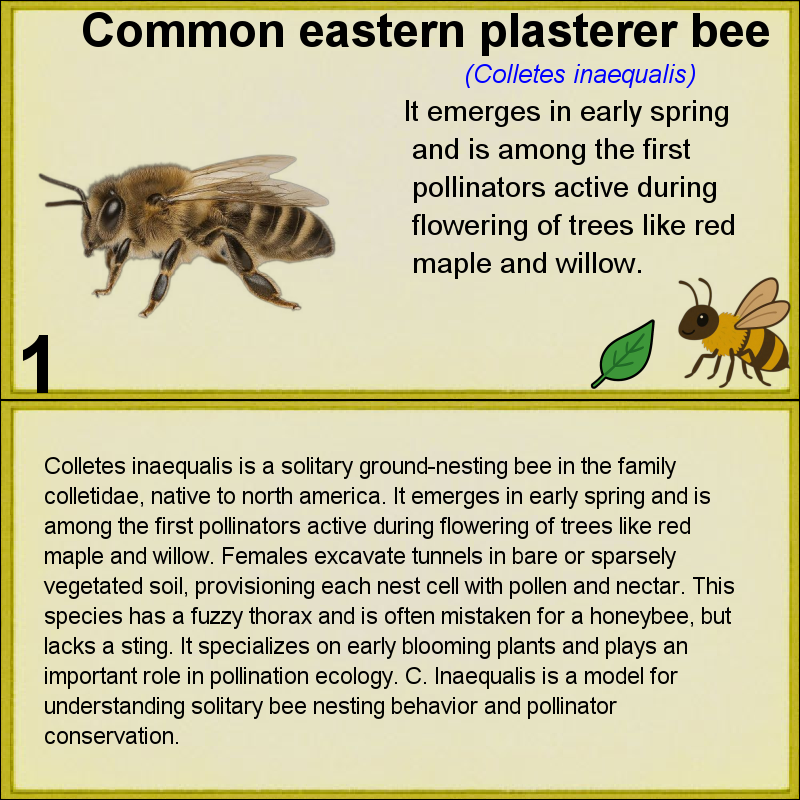 Common eastern plasterer bee
(Colletes inaequalis)
It emerges in early spring
and is among the first
pollinators active during
flowering of trees like red
maple and willow.
1
Colletes inaequalis is a solitary ground-nesting bee in the family
colletidae, native to north america. It emerges in early spring and is
among the first pollinators active during flowering of trees like red
maple and willow. Females excavate tunnels in bare or sparsely
vegetated soil, provisioning each nest cell with pollen and nectar. This
species has a fuzzy thorax and is often mistaken for a honeybee, but
lacks a sting. It specializes on early blooming plants and plays an
important role in pollination ecology. C. Inaequalis is a model for
understanding solitary bee nesting behavior and pollinator
conservation.